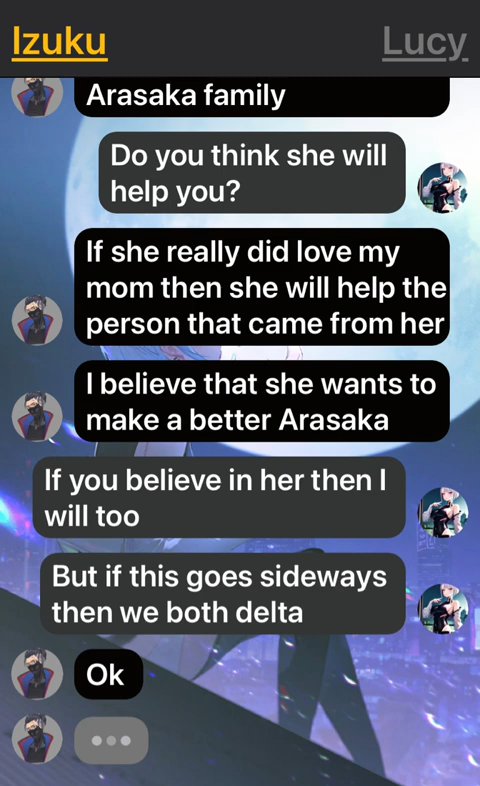 Izuku
Lucy
Arasaka family
Do you think she will
help you?
If she really did love my
mom then she will help the
person that came from her
I believe that she wants to
make a better Arasaka
If you believe in her then I
will too
But if this goes sideways
then we both delta
Ok